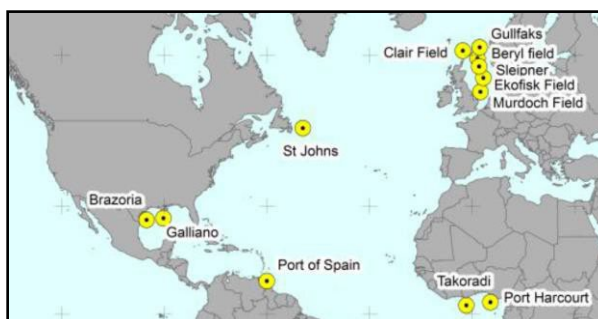 Gullfaks
Clair Field
Beryl field
Sleipner
Ekofisk Field
Murdoch Field
St Johns
Brazoria
Galliano
Port of Spain
Takoradi
Port Harcourt